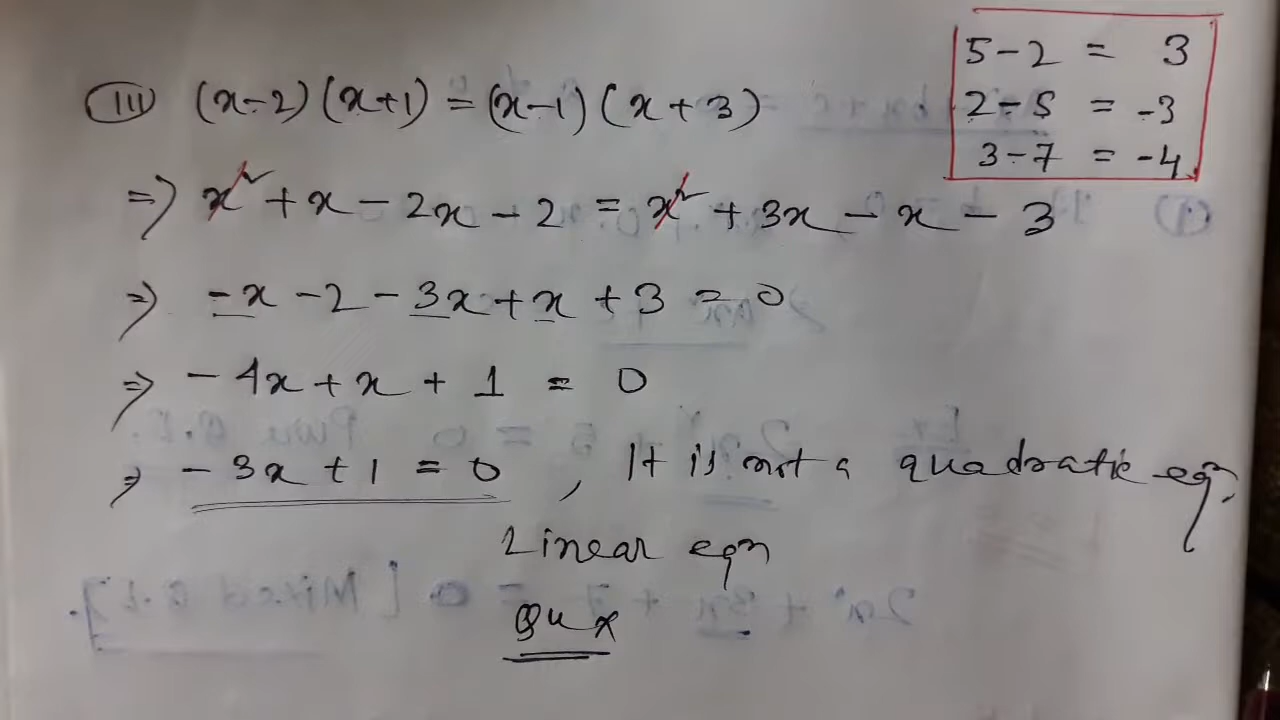 (III) (x-2)(x+1) = (x-1)(x+3)
5-2 = 3
2-5 = -3
3-7 = -4
⇒ x² + x - 2x - 2 = x² + 3x - x - 3
⇒ -x - 2 - 3x + x + 3 = 0
⇒ -4x + x + 1 = 0
⇒ -3x + 1 = 0 , It is not a quadratic eqn,
Linear eqn